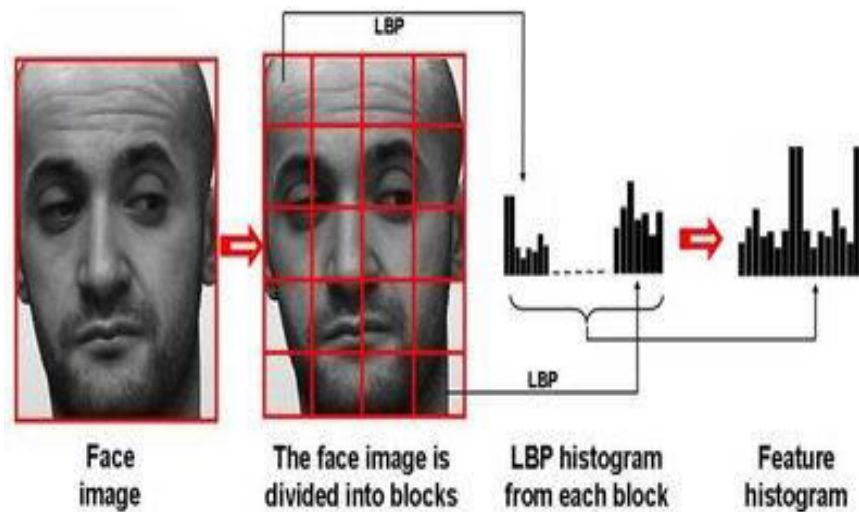 LBP
LBP
Face
image
The face image is
divided into blocks
LBP histogram
from each block
Feature
histogram